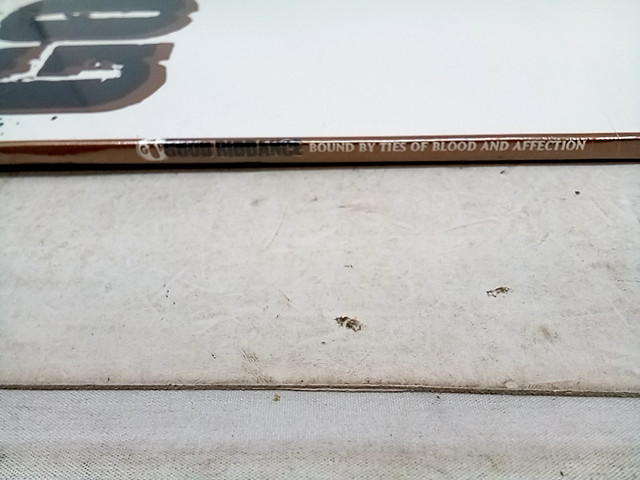 GOOD RIDDANCE BOUND BY TIES OF BLOOD AND AFFECTION